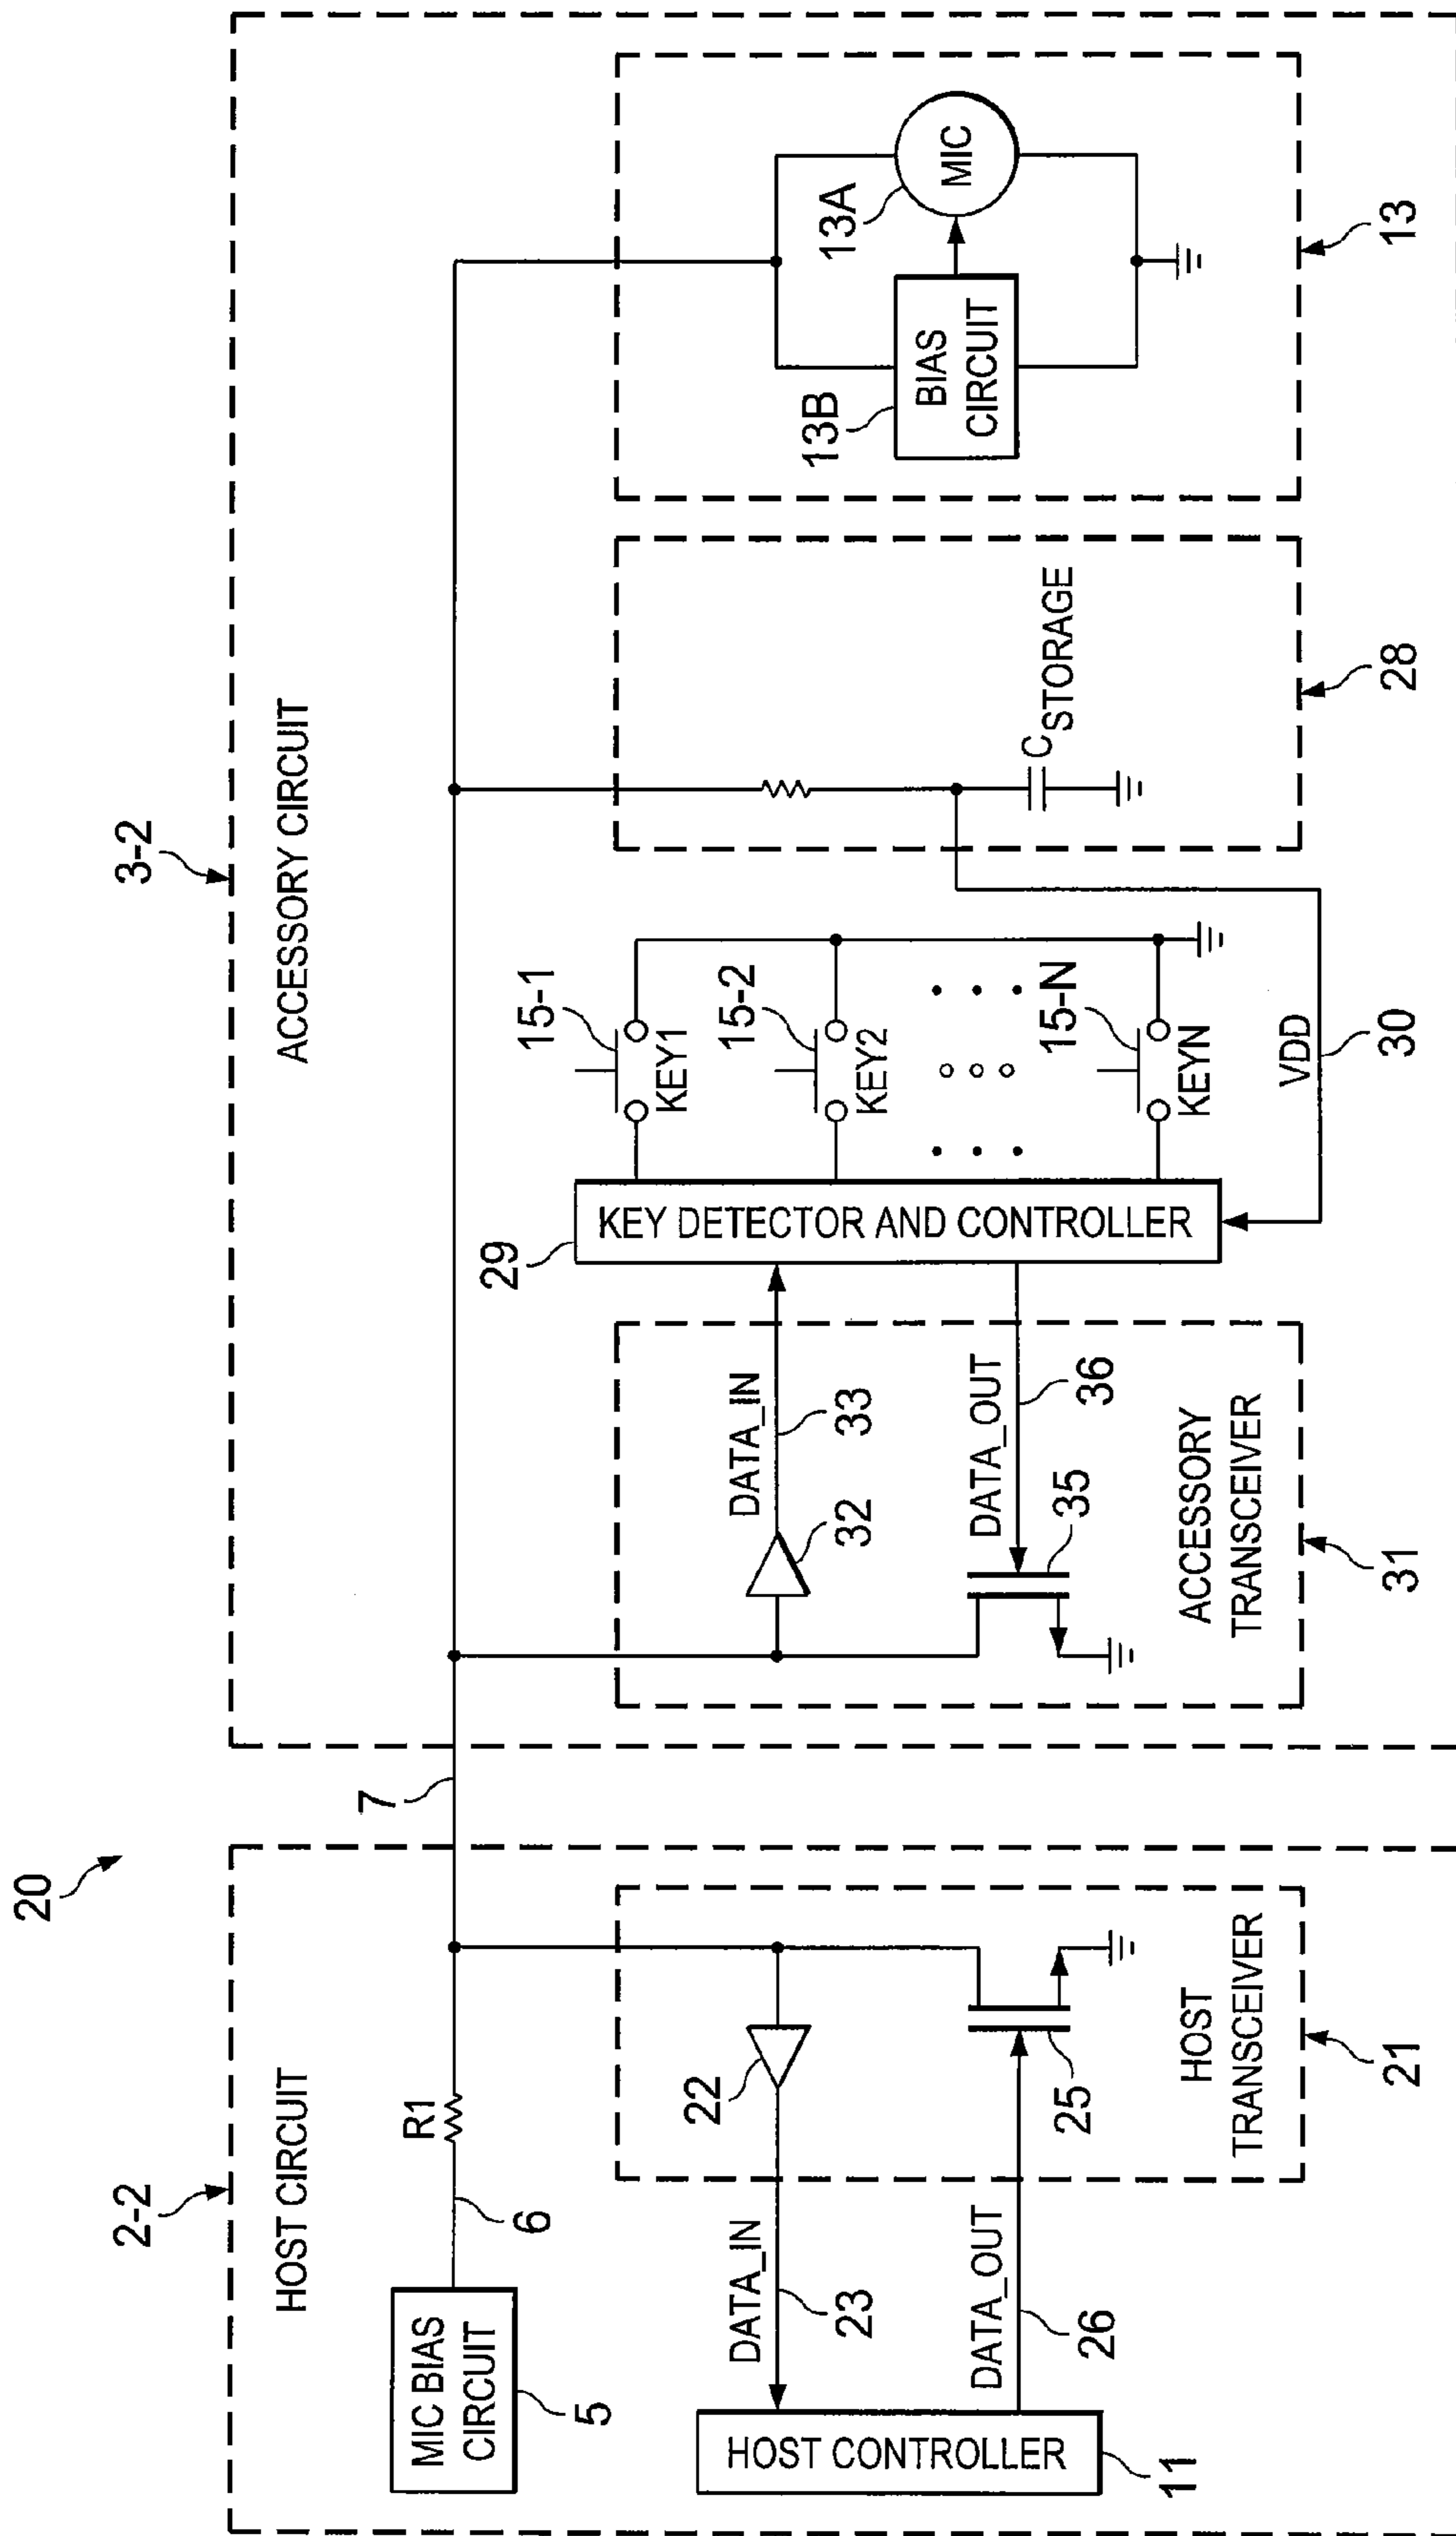 20
2-2
HOST CIRCUIT
MIC BIAS
CIRCUIT
5
6
R1
7
HOST CONTROLLER
11
DATA_IN
23
DATA_OUT
26
22
25
HOST
TRANSCEIVER
21
3-2
ACCESSORY CIRCUIT
DATA_IN
33
32
DATA_OUT
36
35
ACCESSORY
TRANSCEIVER
31
29
KEY DETECTOR AND CONTROLLER
15-1
KEY1
15-2
KEY2
15-N
KEYN
VDD
30
CSTORAGE
28
13B
BIAS
CIRCUIT
13A
MIC
13